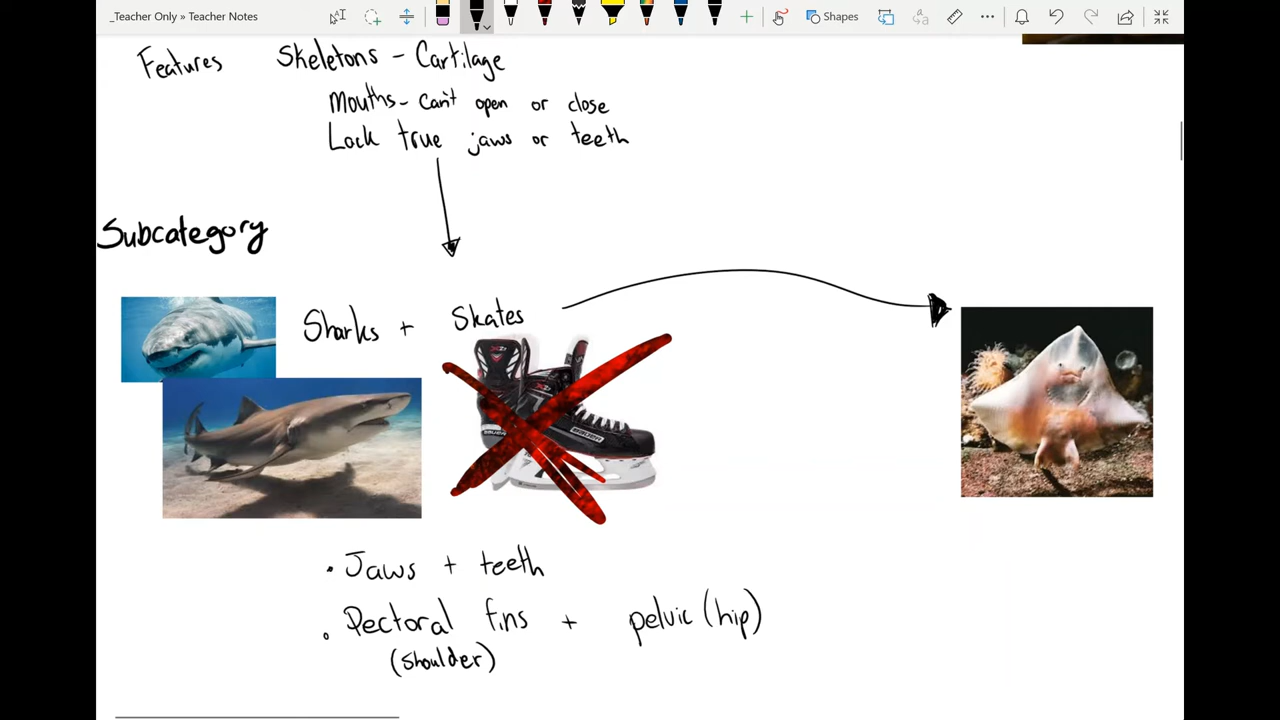 _Teacher Only » Teacher Notes
Shapes
Features Skeletons - Cartilage
Mouths - can't open or close
Lack true jaws or teeth
Subcategory
Sharks + Skates
BAUER
• Jaws + teeth
• Pectoral fins + pelvic (hip)
(shoulder)